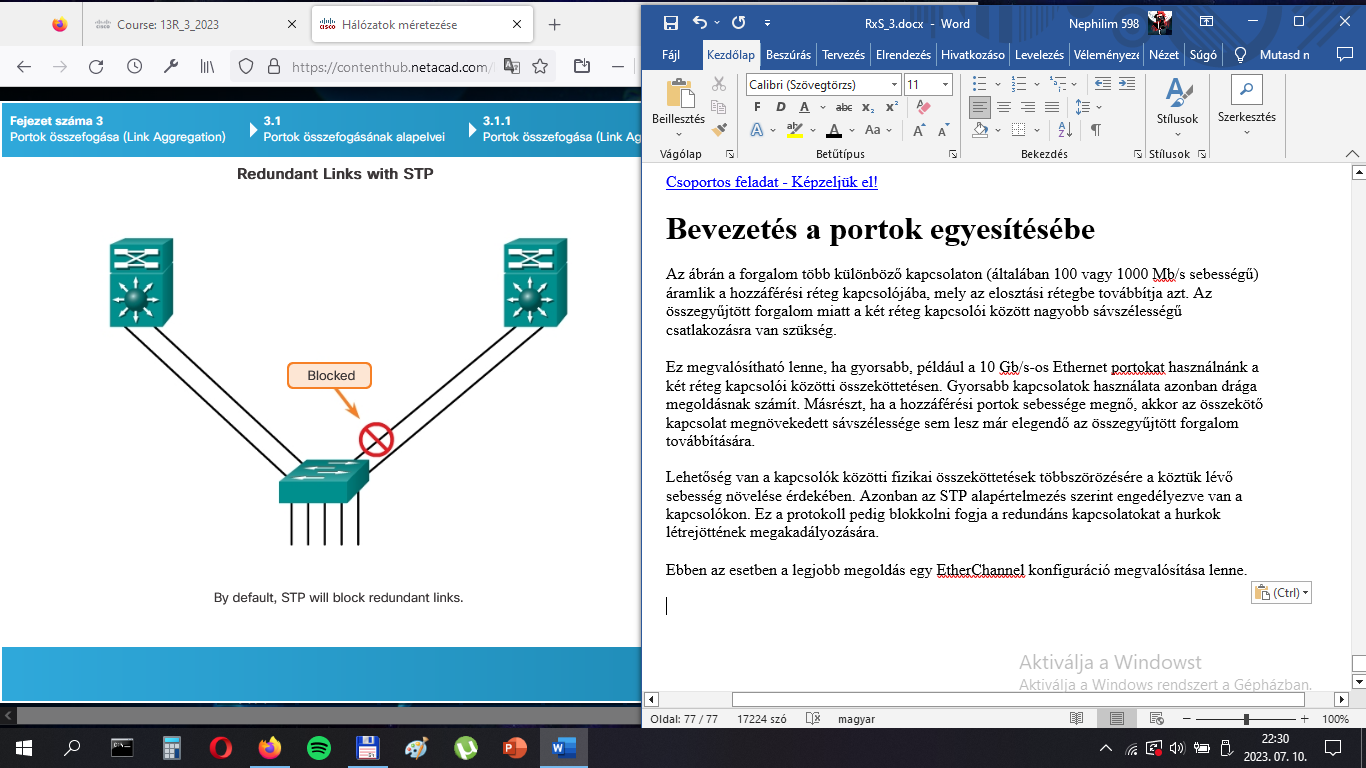 Course: 13R_3_2023
Hálózatok méretezése
https://contenthub.netacad.com/
Fejezet száma 3
Portok összefogása (Link Aggregation)
3.1
Portok összefogásának alapelvei
3.1.1
Portok összefogása (Link Ag
Redundant Links with STP
Blocked
By default, STP will block redundant links.
RxS_3.docx - Word
Nephilim 598
Fájl
Kezdőlap
Beszúrás
Tervezés
Elrendezés
Hivatkozáso
Levelezés
Véleményez
Nézet
Súgó
Mutasd n
Beillesztés
Vágólap
Calibri (Szövegtörzs)
11
F D A abc x₂ x²
A A Aa A A
Betűtípus
Bekezdés
Stílusok
Stílusok
Szerkesztés
Csoportos feladat - Képzeljük el!
Bevezetés a portok egyesítésébe
Az ábrán a forgalom több különböző kapcsolaton (általában 100 vagy 1000 Mb/s sebességű)
áramlik a hozzáférési réteg kapcsolójába, mely az elosztási rétegbe továbbítja azt. Az
összegyűjtött forgalom miatt a két réteg kapcsolói között nagyobb sávszélességű
csatlakozásra van szükség.
Ez megvalósítható lenne, ha gyorsabb, például a 10 Gb/s-os Ethernet portokat használnánk a
két réteg kapcsolói közötti összeköttetésen. Gyorsabb kapcsolatok használata azonban drága
megoldásnak számít. Másrészt, ha a hozzáférési portok sebessége megnő, akkor az összekötő
kapcsolat megnövekedett sávszélessége sem lesz már elegendő az összegyűjtött forgalom
továbbítására.
Lehetőség van a kapcsolók közötti fizikai összeköttetések többszörözésére a köztük lévő
sebesség növelése érdekében. Azonban az STP alapértelmezés szerint engedélyezve van a
kapcsolókon. Ez a protokoll pedig blokkolni fogja a redundáns kapcsolatokat a hurkok
létrejöttének megakadályozására.
Ebben az esetben a legjobb megoldás egy EtherChannel konfiguráció megvalósítása lenne.
(Ctrl)
Aktiválja a Windowst
Aktiválja a Windows rendszert a Gépházban.
Oldal: 77 / 77
17224 szó
magyar
100%
22:30
2023. 07. 10.